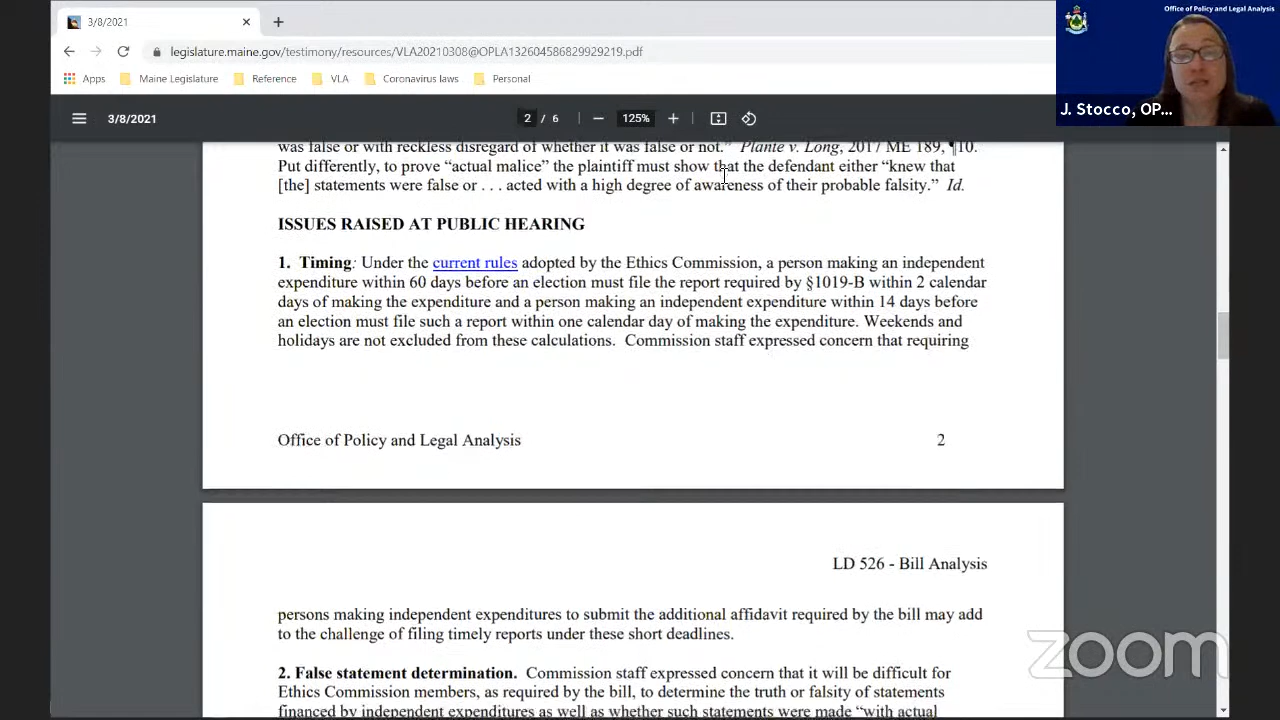 3/8/2021
Office of Policy and Legal Analysis
legislature.maine.gov/testimony/resources/VLA20210308@OPLA132604586829929219.pdf
Apps Maine Legislature Reference VLA Coronavirus laws Personal
3/8/2021 2 / 6 125%
J. Stocco, OP...
was false or with reckless disregard of whether it was false or not.” Plante v. Long, 2017 ME 189, ¶10.
Put differently, to prove “actual malice” the plaintiff must show that the defendant either “knew that
[the] statements were false or . . . acted with a high degree of awareness of their probable falsity.” Id.
ISSUES RAISED AT PUBLIC HEARING
1. Timing: Under the current rules adopted by the Ethics Commission, a person making an independent
expenditure within 60 days before an election must file the report required by §1019-B within 2 calendar
days of making the expenditure and a person making an independent expenditure within 14 days before
an election must file such a report within one calendar day of making the expenditure. Weekends and
holidays are not excluded from these calculations. Commission staff expressed concern that requiring
Office of Policy and Legal Analysis 2
LD 526 - Bill Analysis
persons making independent expenditures to submit the additional affidavit required by the bill may add
to the challenge of filing timely reports under these short deadlines.
2. False statement determination. Commission staff expressed concern that it will be difficult for
Ethics Commission members, as required by the bill, to determine the truth or falsity of statements
financed by independent expenditures as well as whether such statements were made “with actual
zoom